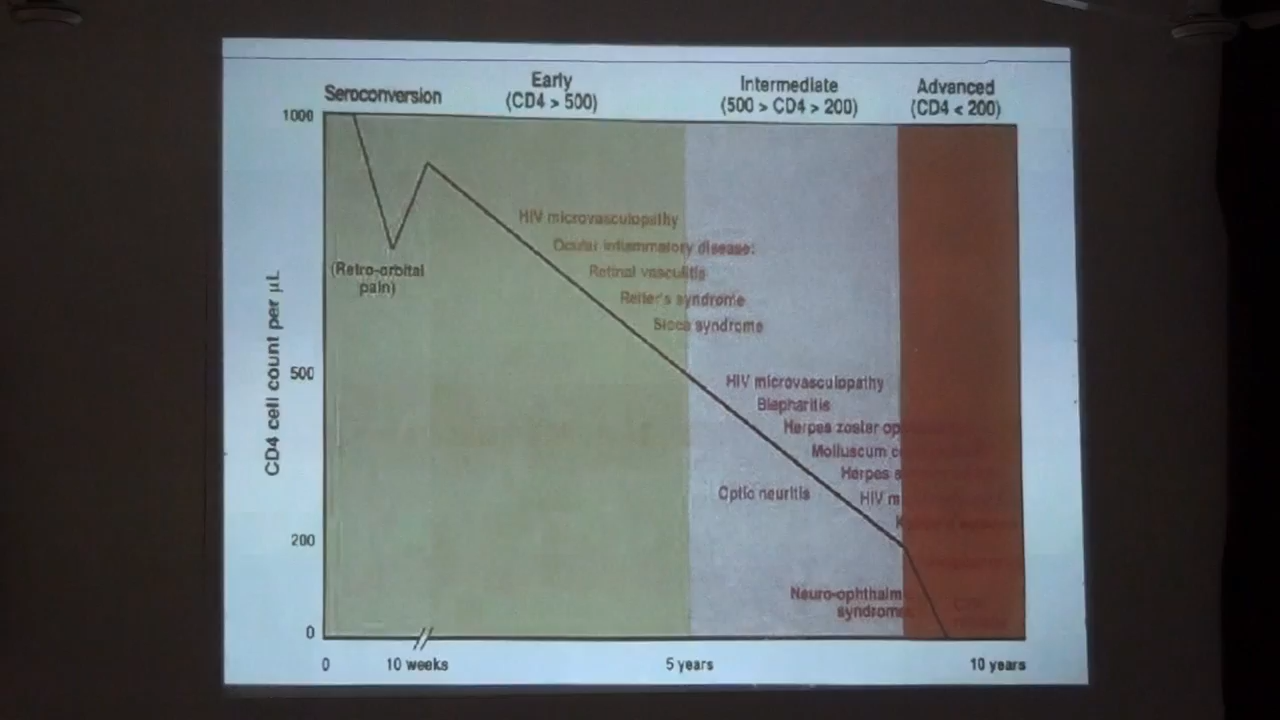 Seroconversion
Early
(CD4 > 500)
Intermediate
(500 > CD4 > 200)
Advanced
(CD4 < 200)
1000
500
200
0
CD4 cell count per µL
(Retro-orbital
pain)
HIV microvasculopathy
Ocular inflammatory disease:
Retinal vasculitis
Reiter's syndrome
Sicca syndrome
HIV microvasculopathy
Blepharitis
Herpes zoster op
Molluscum c
Herpes s
HIV m
Optic neuritis
Neuro-ophthalm
syndromes
0
10 weeks
5 years
10 years